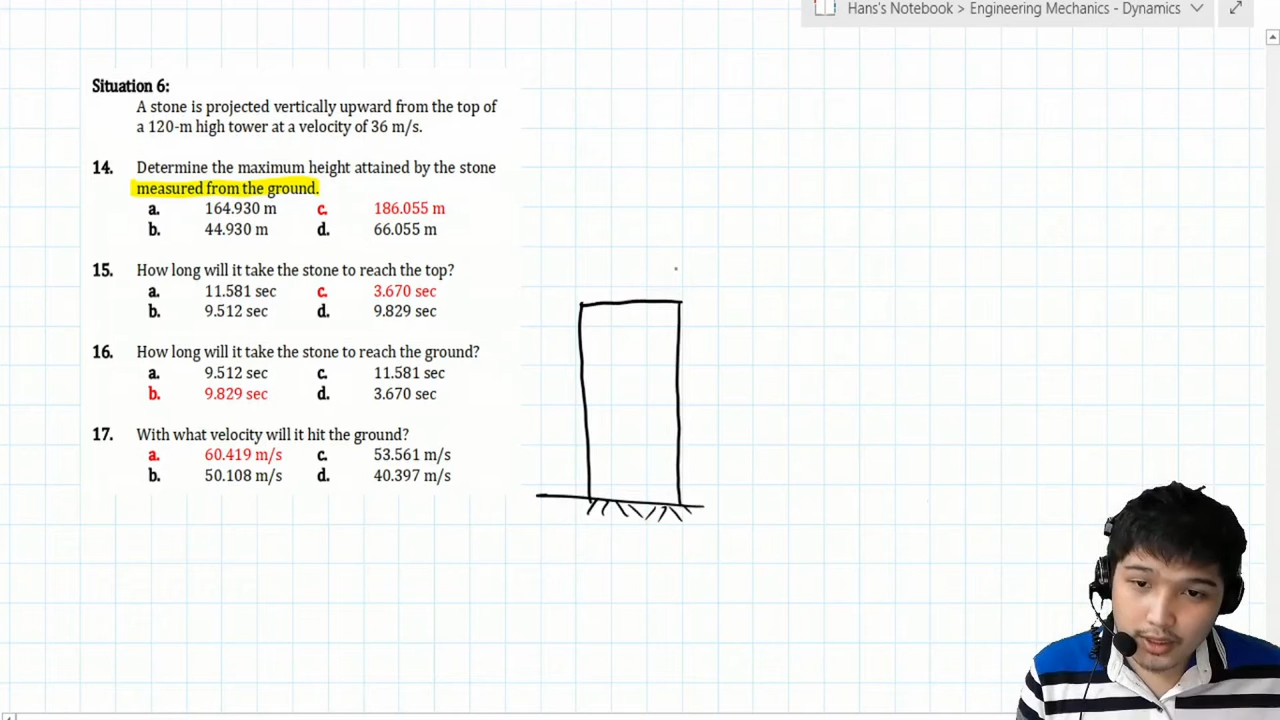 Hans's Notebook > Engineering Mechanics - Dynamics
Situation 6:
A stone is projected vertically upward from the top of
a 120-m high tower at a velocity of 36 m/s.
14. Determine the maximum height attained by the stone
measured from the ground.
a. 164.930 m c. 186.055 m
b. 44.930 m d. 66.055 m
15. How long will it take the stone to reach the top?
a. 11.581 sec c. 3.670 sec
b. 9.512 sec d. 9.829 sec
16. How long will it take the stone to reach the ground?
a. 9.512 sec c. 11.581 sec
b. 9.829 sec d. 3.670 sec
17. With what velocity will it hit the ground?
a. 60.419 m/s c. 53.561 m/s
b. 50.108 m/s d. 40.397 m/s